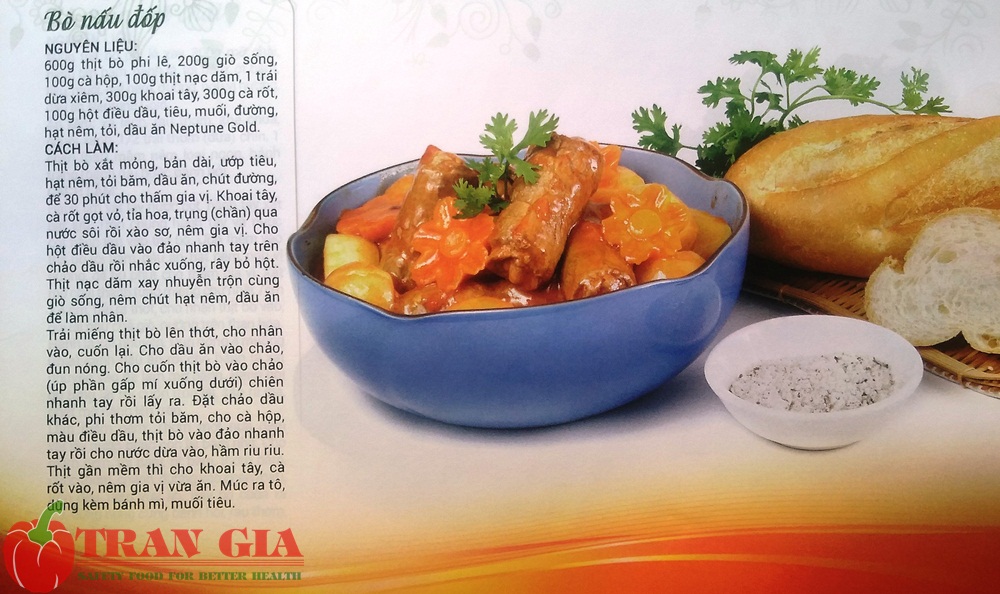 Bò nấu đốp
NGUYÊN LIỆU:
600g thịt bò phi lê, 200g giò sống,
100g cà hộp, 100g thịt nạc dăm, 1 trái
dừa xiêm, 300g khoai tây, 300g cà rốt,
100g hột điều dầu, tiêu, muối, đường,
hạt nêm, tỏi, dầu ăn Neptune Gold.
CÁCH LÀM:
Thịt bò xắt mỏng, bản dài, ướp tiêu,
hạt nêm, tỏi băm, dầu ăn, chút đường,
để 30 phút cho thấm gia vị. Khoai tây,
cà rốt gọt vỏ, tỉa hoa, trụng (chần) qua
nước sôi rồi xào sơ, nêm gia vị. Cho
hột điều dầu vào đảo nhanh tay trên
chảo dầu rồi nhắc xuống, rây bỏ hột.
Thịt nạc dăm xay nhuyễn trộn cùng
giò sống, nêm chút hạt nêm, dầu ăn
để làm nhân.
Trải miếng thịt bò lên thớt, cho nhân
vào, cuốn lại. Cho dầu ăn vào chảo,
đun nóng. Cho cuốn thịt bò vào chảo
(úp phần gấp mí xuống dưới) chiên
nhanh tay rồi lấy ra. Đặt chảo dầu
khác, phi thơm tỏi băm, cho cà hộp,
màu điều dầu, thịt bò vào đảo nhanh
tay rồi cho nước dừa vào, hầm riu riu.
Thịt gần mềm thì cho khoai tây, cà
rốt vào, nêm gia vị vừa ăn. Múc ra tô,
dùng kèm bánh mì, muối tiêu.
TRAN GIA
SAFETY FOOD FOR BETTER HEALTH